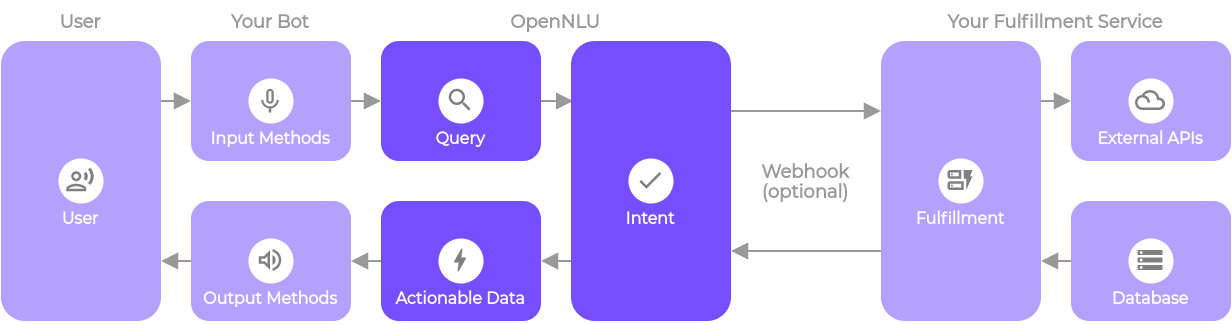 User
Your Bot
OpenNLU
Your Fulfillment Service
Input Methods
Query
External APIs
Webhook
(optional)
User
Intent
Fulfillment
Output Methods
Actionable Data
Database